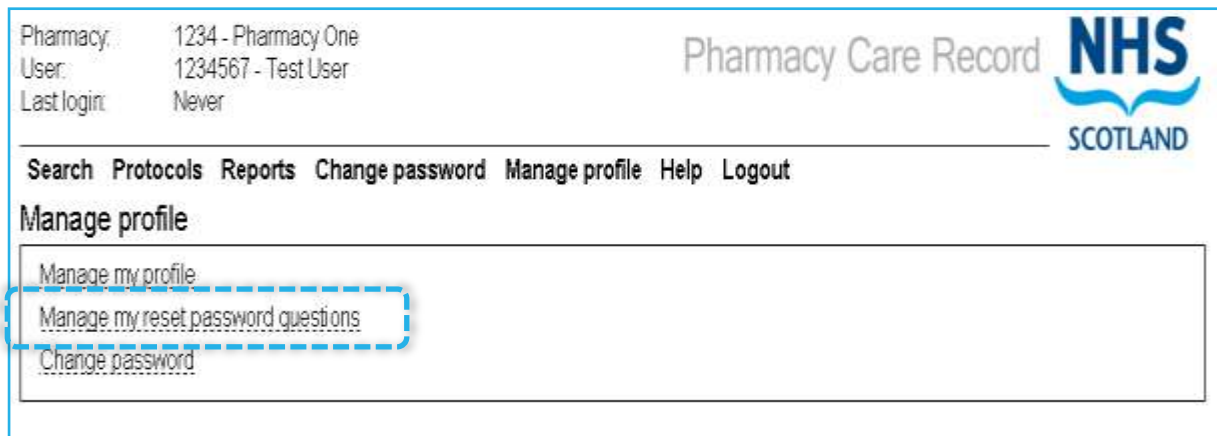 Pharmacy: 1234 - Pharmacy One
User: 1234567 - Test User
Last login: Never
Pharmacy Care Record
NHS
SCOTLAND
Search Protocols Reports Change password Manage profile Help Logout
Manage profile
Manage my profile
Manage my reset password questions
Change password